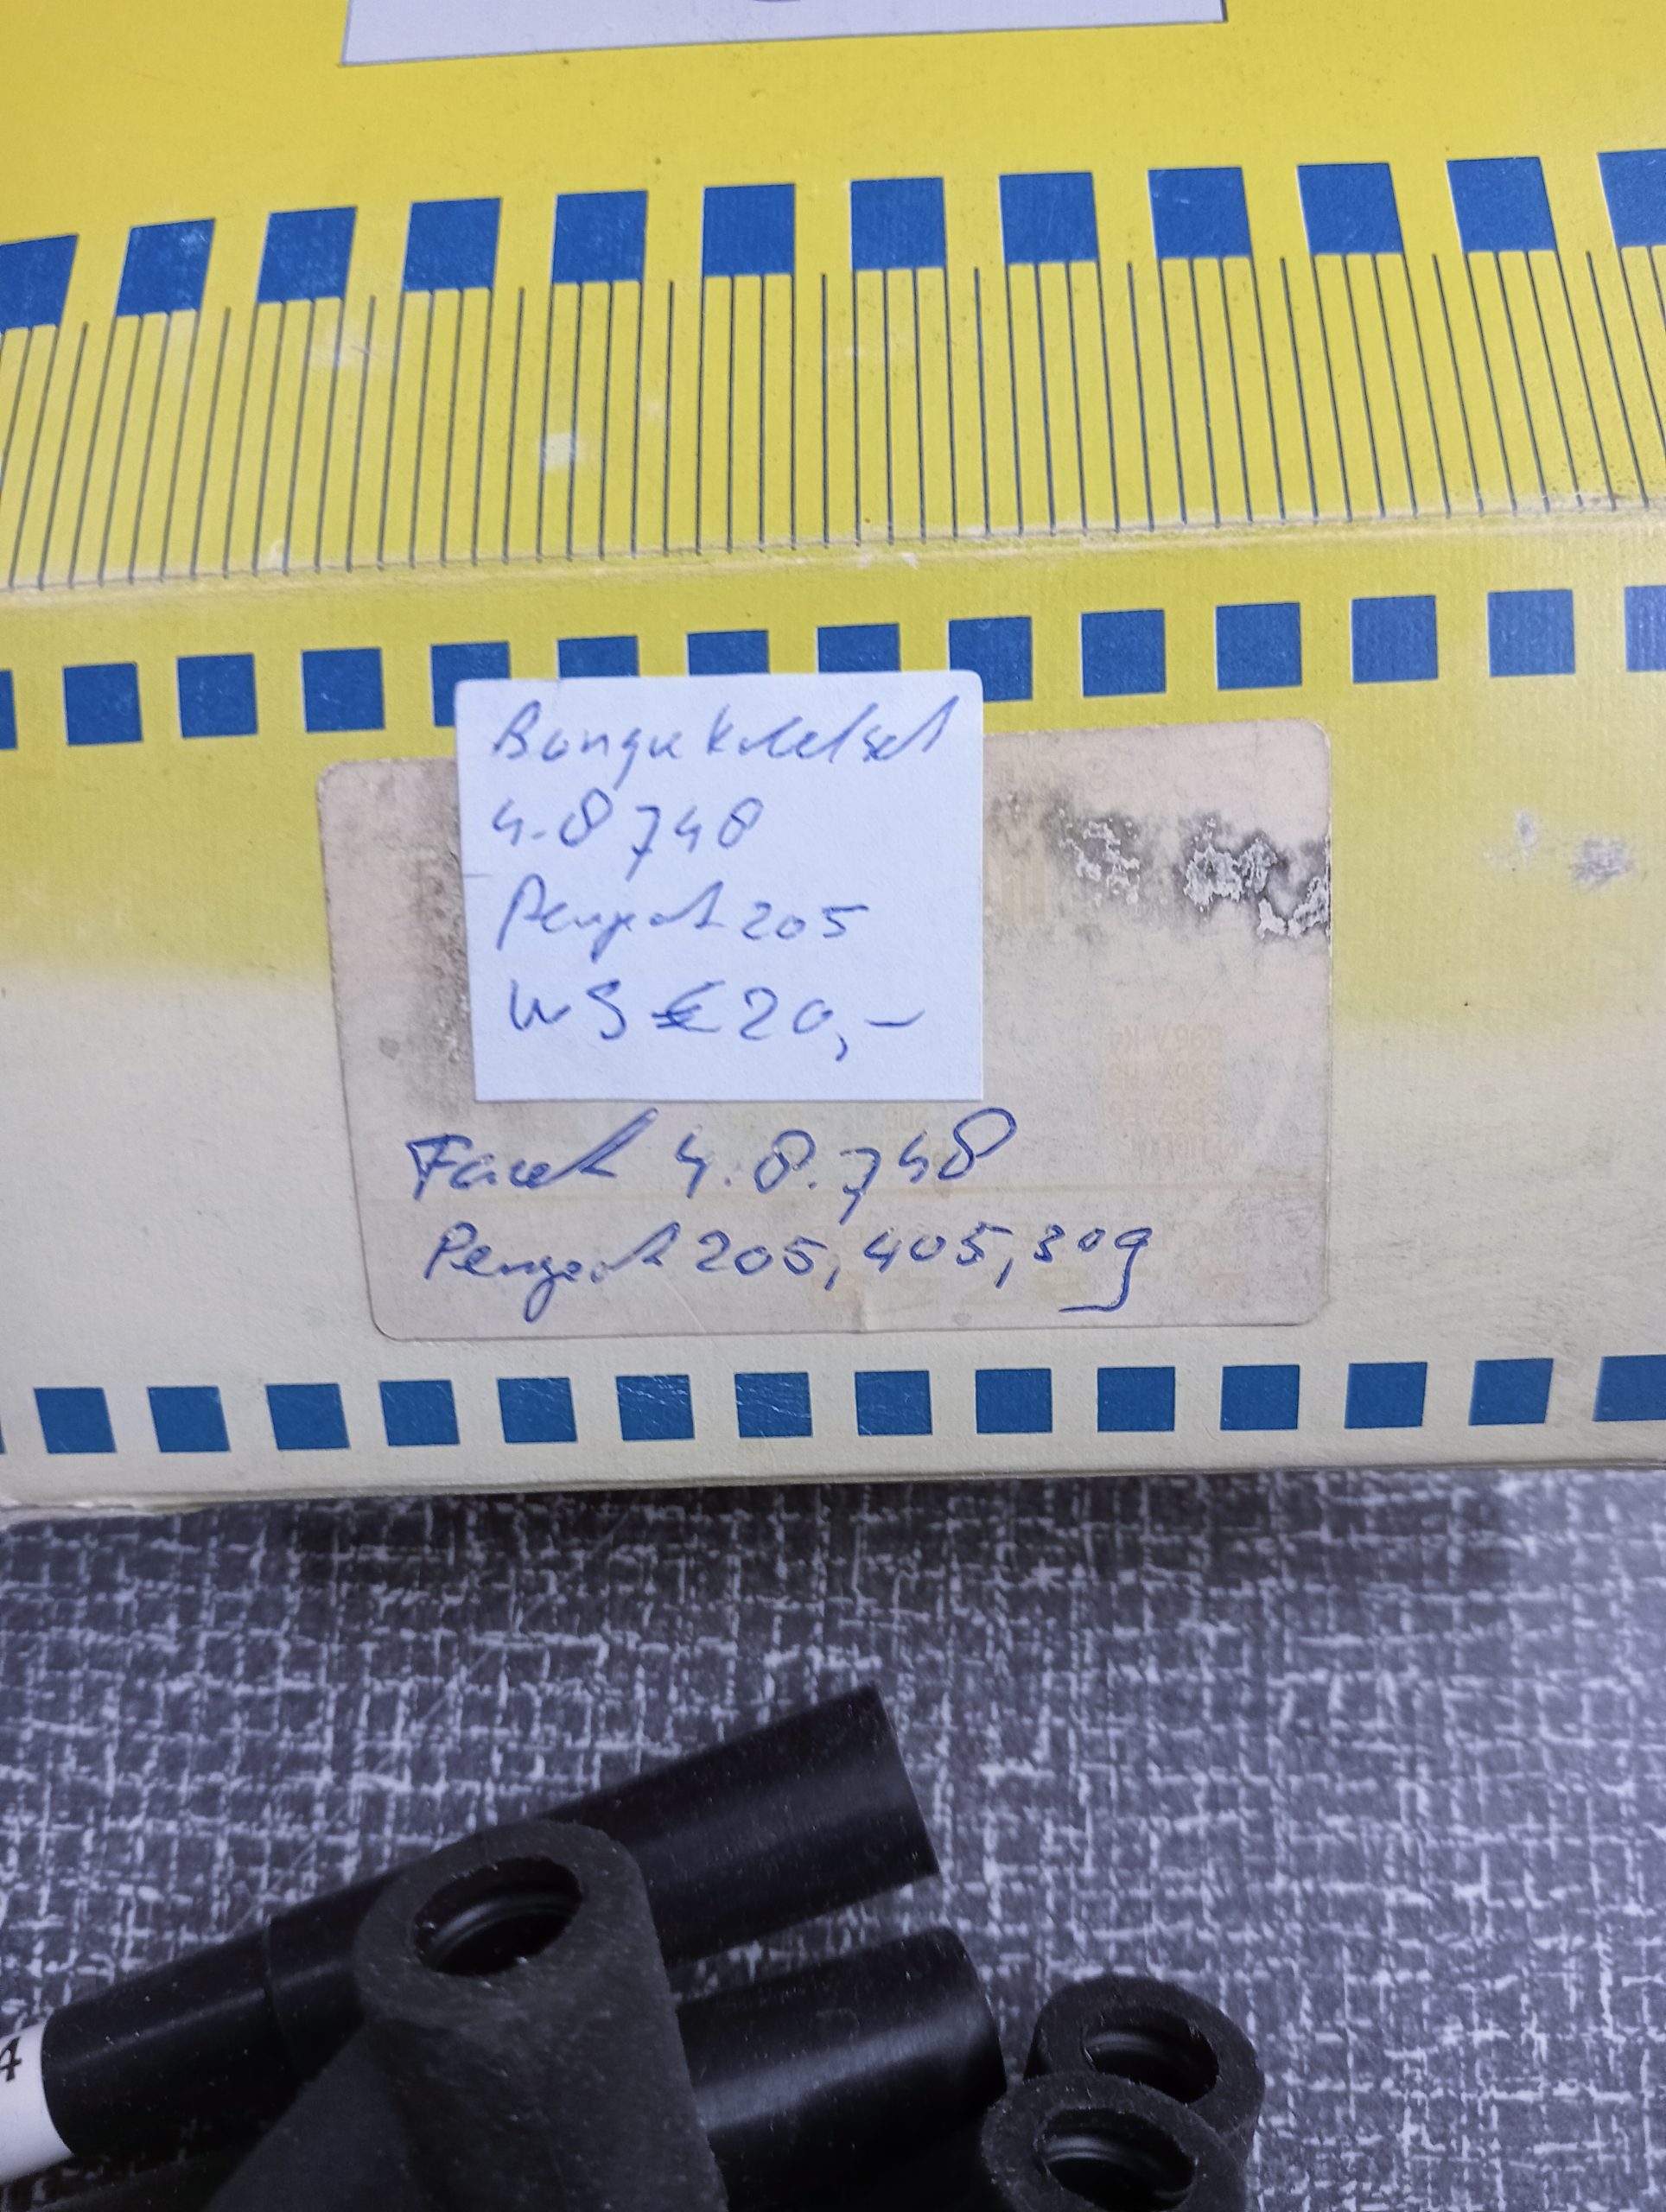 Bougiekabelset
4.8748
Peugeot 205
WS € 20,-
Facet 4.8.748
Peugeot 205, 405, 309
A